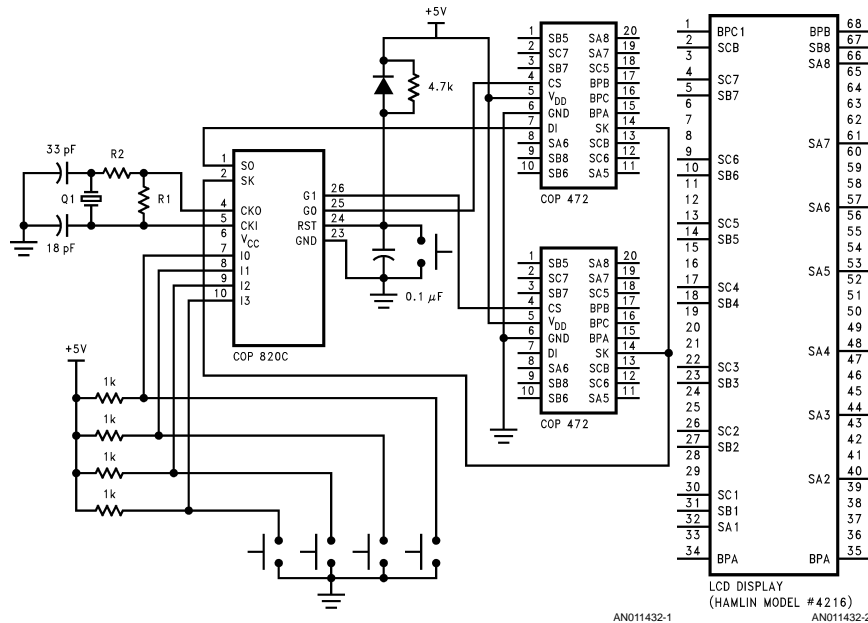 +5V
33 pF
R2
Q1
R1
18 pF
4.7k
0.1 µF
1 SO
2 SK
4 CKO
5 CKI
6 VCC
7 I0
8 I1
9 I2
10 I3
G1 26
G0 25
RST 24
GND 23
COP 820C
+5V
1k
1k
1k
1k
1 SB5 SA8 20
2 SC7 SA7 19
3 SB7 SC5 18
4 CS BPB 17
5 VDD BPC 16
6 GND BPA 15
7 DI SK 14
8 SA6 SCB 13
9 SB8 SC6 12
10 SB6 SA5 11
COP 472
1 SB5 SA8 20
2 SC7 SA7 19
3 SB7 SC5 18
4 CS BPB 17
5 VDD BPC 16
6 GND BPA 15
7 DI SK 14
8 SA6 SCB 13
9 SB8 SC6 12
10 SB6 SA5 11
COP 472
1 BPC1 BPB 68
2 SCB SB8 67
3 SA8 66
4 SC7 65
5 SB7 64
6 63
7 62
8 SA7 61
9 SC6 60
10 SB6 59
11 58
12 SA6 57
13 SC5 56
14 SB5 55
15 54
16 SA5 53
17 SC4 52
18 SB4 51
19 50
20 49
21 SA4 48
22 SC3 47
23 SB3 46
24 45
25 SA3 44
26 SC2 43
27 SB2 42
28 41
29 SA2 40
30 SC1 39
31 SB1 38
32 SA1 37
33 36
34 BPA BPA 35
LCD DISPLAY
(HAMLIN MODEL #4216)
AN011432-1
AN011432-2